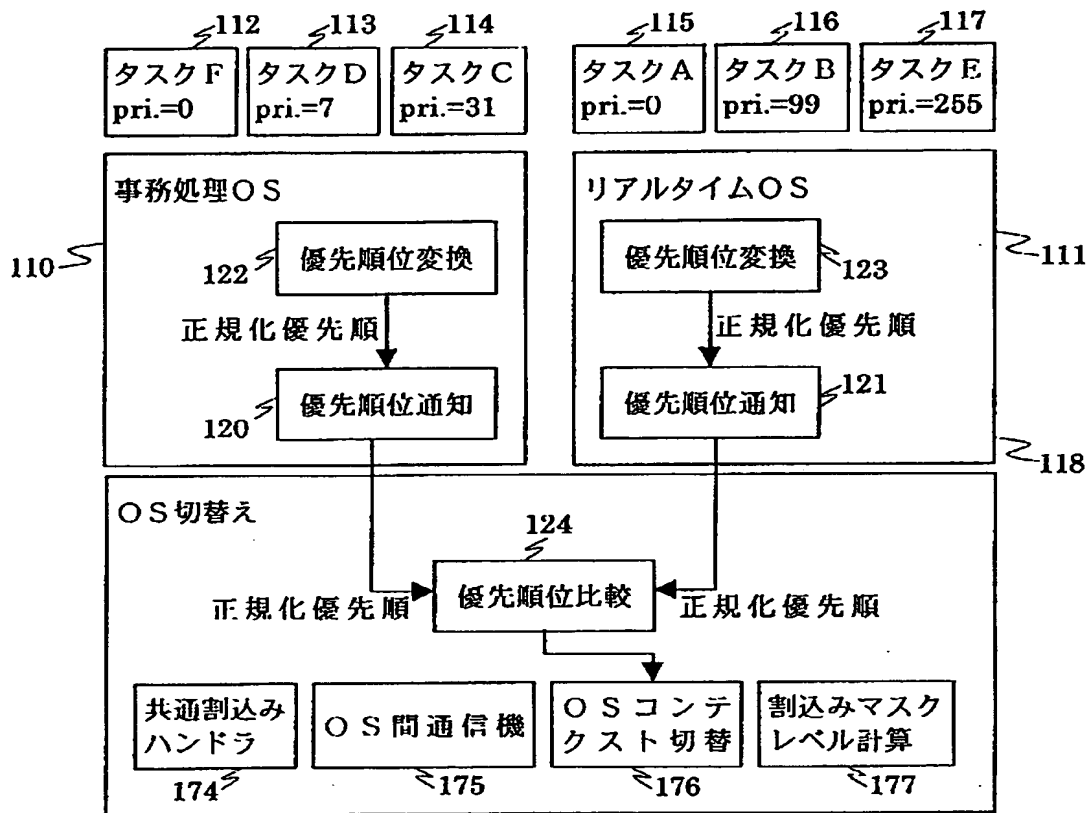 112
113
114
115
116
117
タスクF
pri.=0
タスクD
pri.=7
タスクC
pri.=31
タスクA
pri.=0
タスクB
pri.=99
タスクE
pri.=255
事務処理OS
リアルタイムOS
110
122
優先順位変換
優先順位変換
123
111
正規化優先順
正規化優先順
120
優先順位通知
優先順位通知
121
118
OS切替え
124
優先順位比較
正規化優先順
正規化優先順
共通割込み
ハンドラ
OS間通信機
OSコンテ
クスト切替
割込みマスク
レベル計算
174
175
176
177